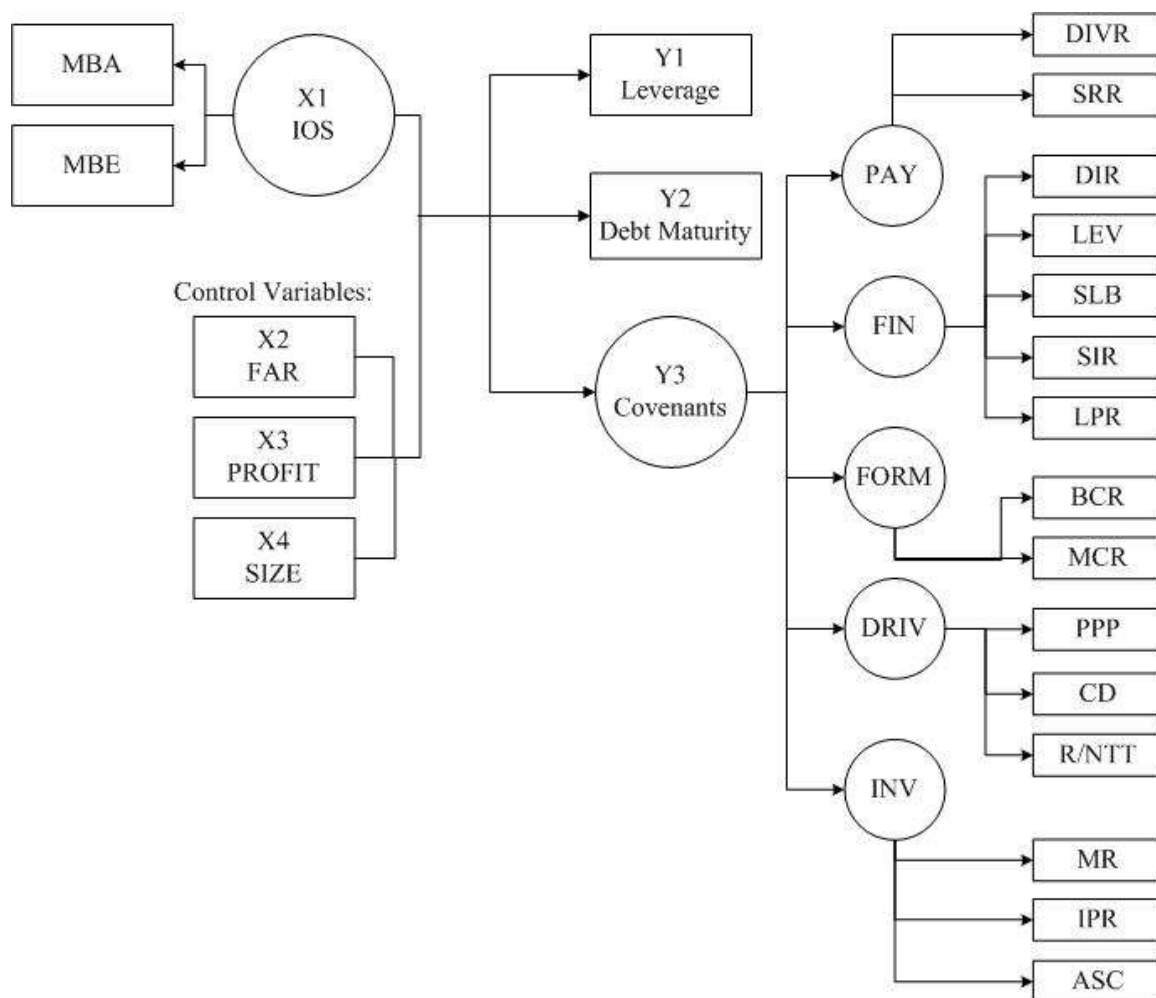 MBA
MBE
X1
IOS
Control Variables:
X2
FAR
X3
PROFIT
X4
SIZE
Y1
Leverage
Y2
Debt Maturity
Y3
Covenants
PAY
FIN
FORM
DRIV
INV
DIVR
SRR
DIR
LEV
SLB
SIR
LPR
BCR
MCR
PPP
CD
R/NTT
MR
IPR
ASC